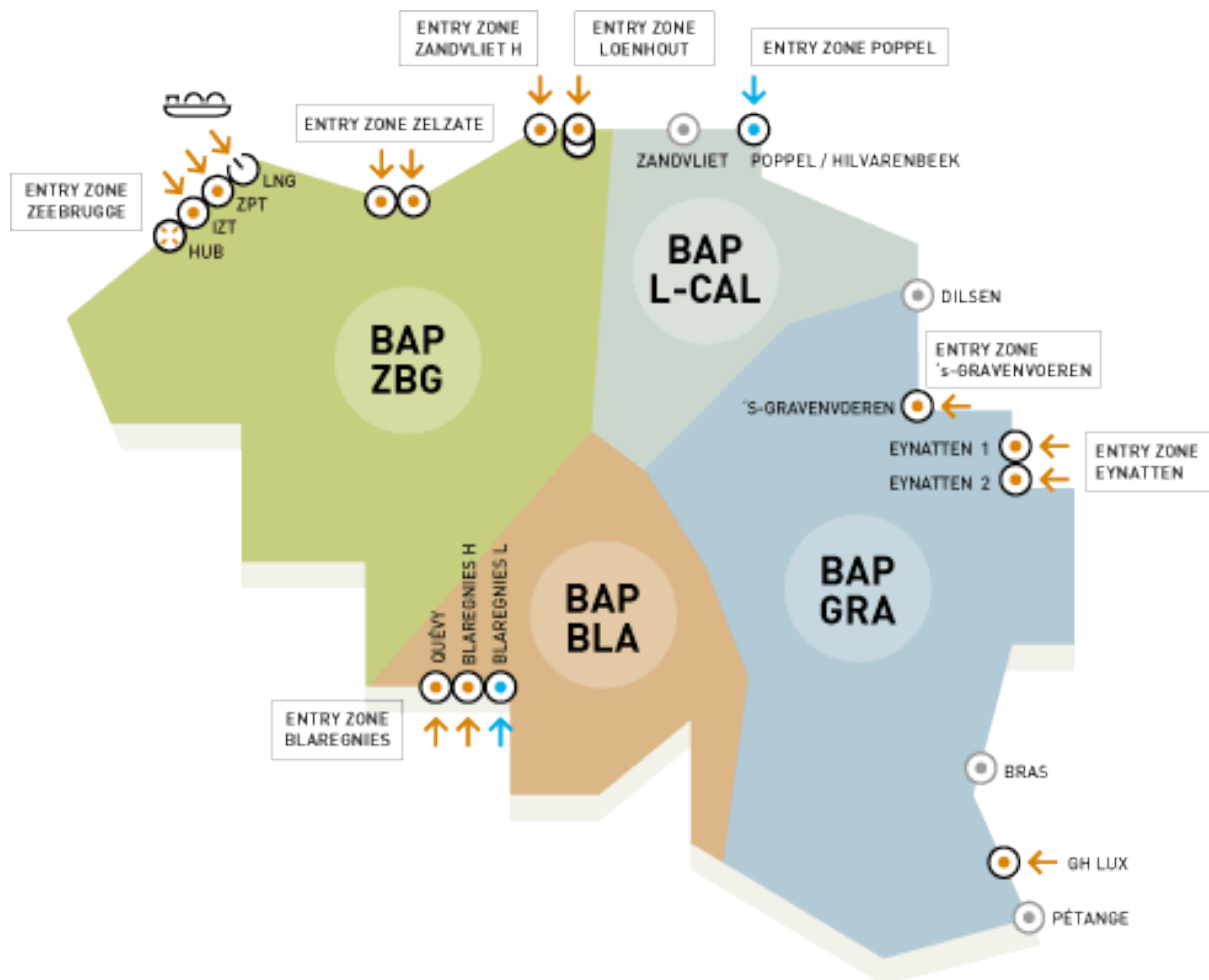 ENTRY ZONE
ZANDVLIET H
ENTRY ZONE
LOENHOUT
ENTRY ZONE POPPEL
ENTRY ZONE ZELZATE
ZANDVLIET
POPPEL / HILVARENBEEK
ENTRY ZONE
ZEEBRUGGE
LNG
ZPT
IZT
HUB
BAP
L-CAL
DILSEN
BAP
ZBG
ENTRY ZONE
's-GRAVENVOEREN
'S-GRAVENVOEREN
EYNATTEN 1
EYNATTEN 2
ENTRY ZONE
EYNATTEN
QUÉVY
BLAREGNIES H
BLAREGNIES L
BAP
BLA
BAP
GRA
ENTRY ZONE
BLAREGNIES
BRAS
GH LUX
PÉTANGE